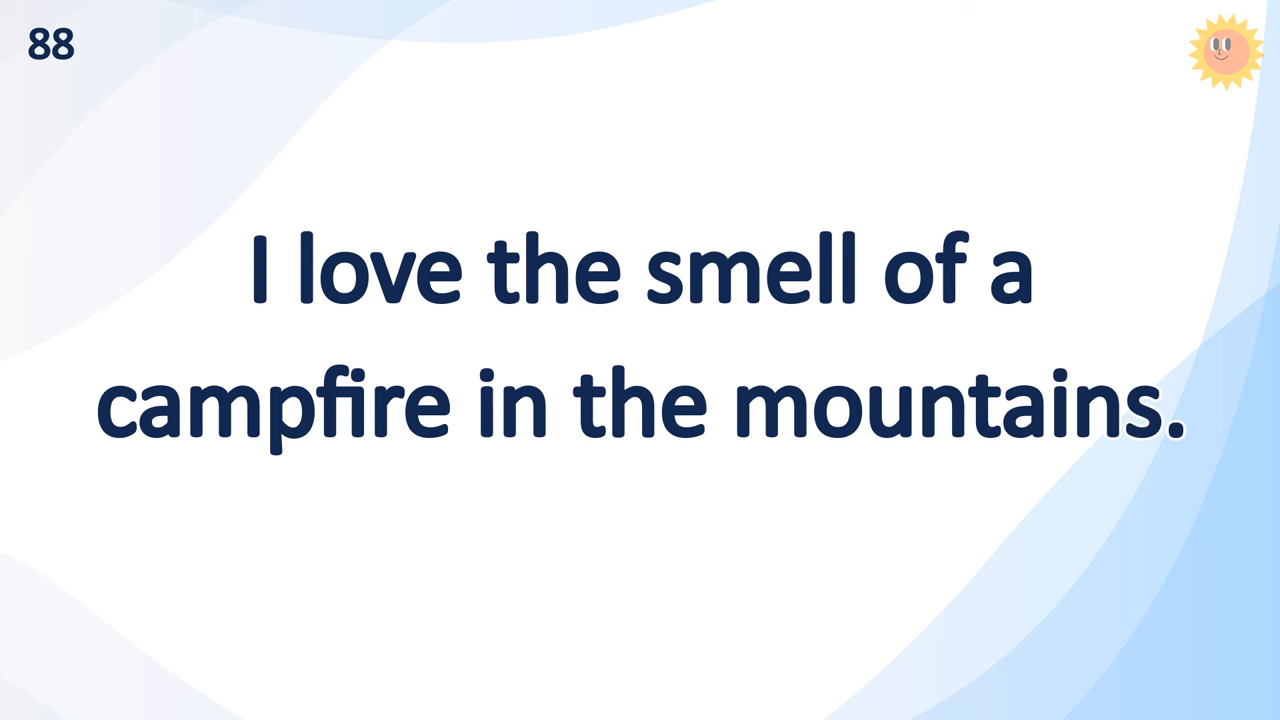 88
I love the smell of a
campfire in the mountains.